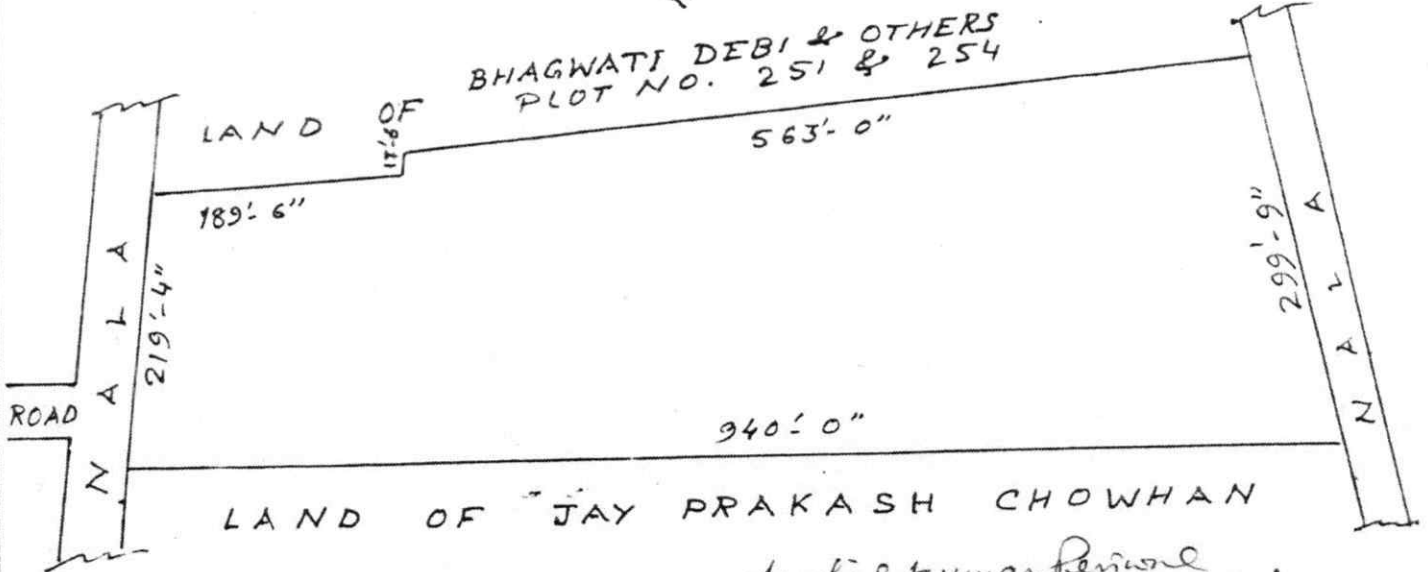 BHAGWATI DEBI & OTHERS
LAND OF
PLOT NO. 251 & 254
17'-6"
563'- 0"
189'- 6"
NALA
219'-4"
299'-9"
NALA
ROAD
940'- 0"
LAND OF JAY PRAKASH CHOWHAN